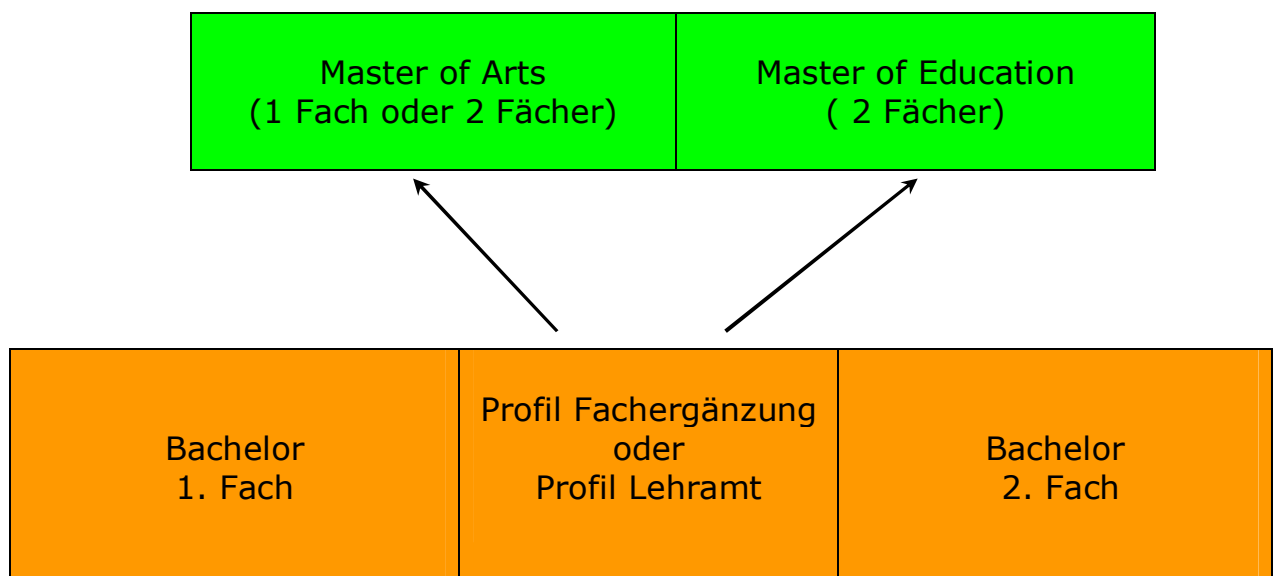 Master of Arts
(1 Fach oder 2 Fächer)
Master of Education
( 2 Fächer)
Bachelor
1. Fach
Profil Fachergänzung
oder
Profil Lehramt
Bachelor
2. Fach